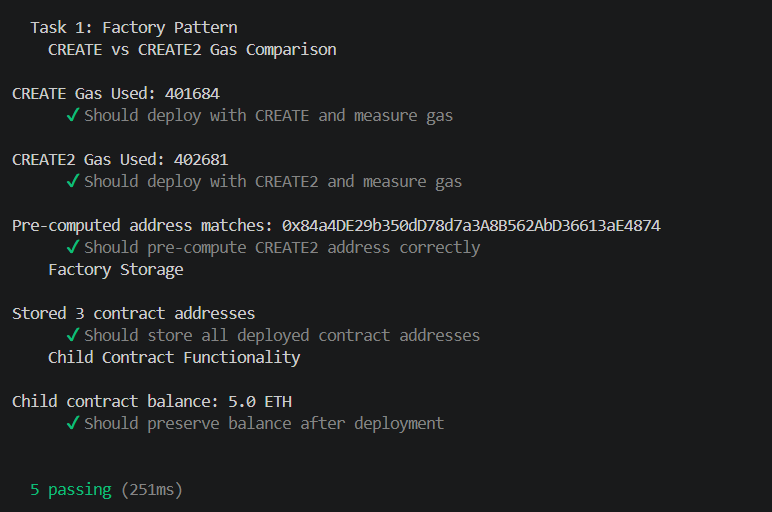 Task 1: Factory Pattern
CREATE vs CREATE2 Gas Comparison
CREATE Gas Used: 401684
✓ Should deploy with CREATE and measure gas
CREATE2 Gas Used: 402681
✓ Should deploy with CREATE2 and measure gas
Pre-computed address matches: 0x84a4DE29b350dD78d7a3A8B562AbD36613aE4874
✓ Should pre-compute CREATE2 address correctly
Factory Storage
Stored 3 contract addresses
✓ Should store all deployed contract addresses
Child Contract Functionality
Child contract balance: 5.0 ETH
✓ Should preserve balance after deployment
5 passing (251ms)